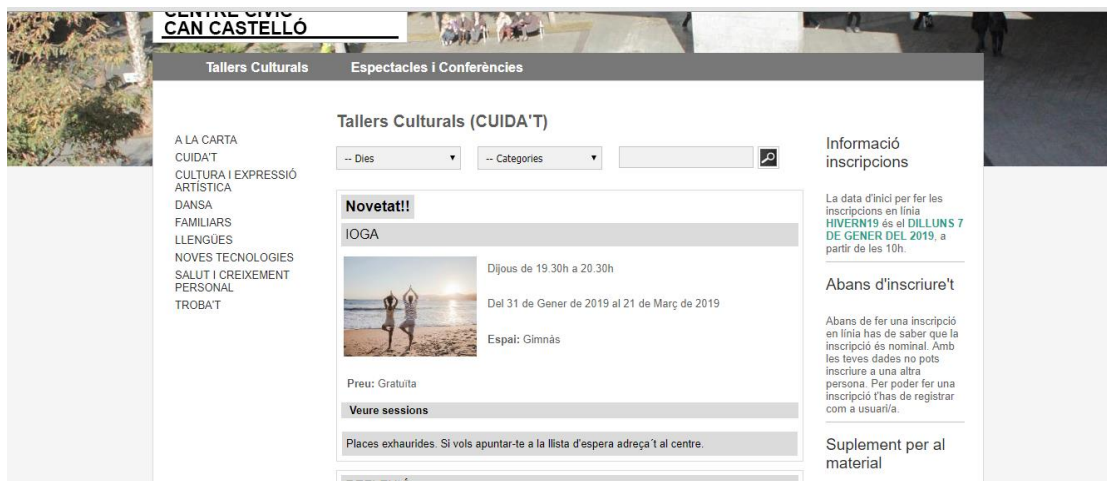 CENTRE CÍVIC
CAN CASTELLÓ
Tallers Culturals
Espectacles i Conferències
A LA CARTA
CUIDA'T
CULTURA I EXPRESSIÓ
ARTÍSTICA
DANSA
FAMILIARS
LLENGÜES
NOVES TECNOLOGIES
SALUT I CREIXEMENT
PERSONAL
TROBA'T
Tallers Culturals (CUIDA'T)
-- Dies
-- Categories
Novetat!!
IOGA
Dijous de 19.30h a 20.30h
Del 31 de Gener de 2019 al 21 de Març de 2019
Espai: Gimnàs
Preu: Gratuïta
Veure sessions
Places exhaurides. Si vols apuntar-te a la llista d'espera adreça´t al centre.
Informació
inscripcions
La data d'inici per fer les
inscripcions en línia
HIVERN19 és el DILLUNS 7
DE GENER DEL 2019, a
partir de les 10h.
Abans d'inscriure't
Abans de fer una inscripció
en línia has de saber que la
inscripció és nominal. Amb
les teves dades no pots
inscriure a una altra
persona. Per poder fer una
inscripció t'has de registrar
com a usuari/a.
Suplement per al
material